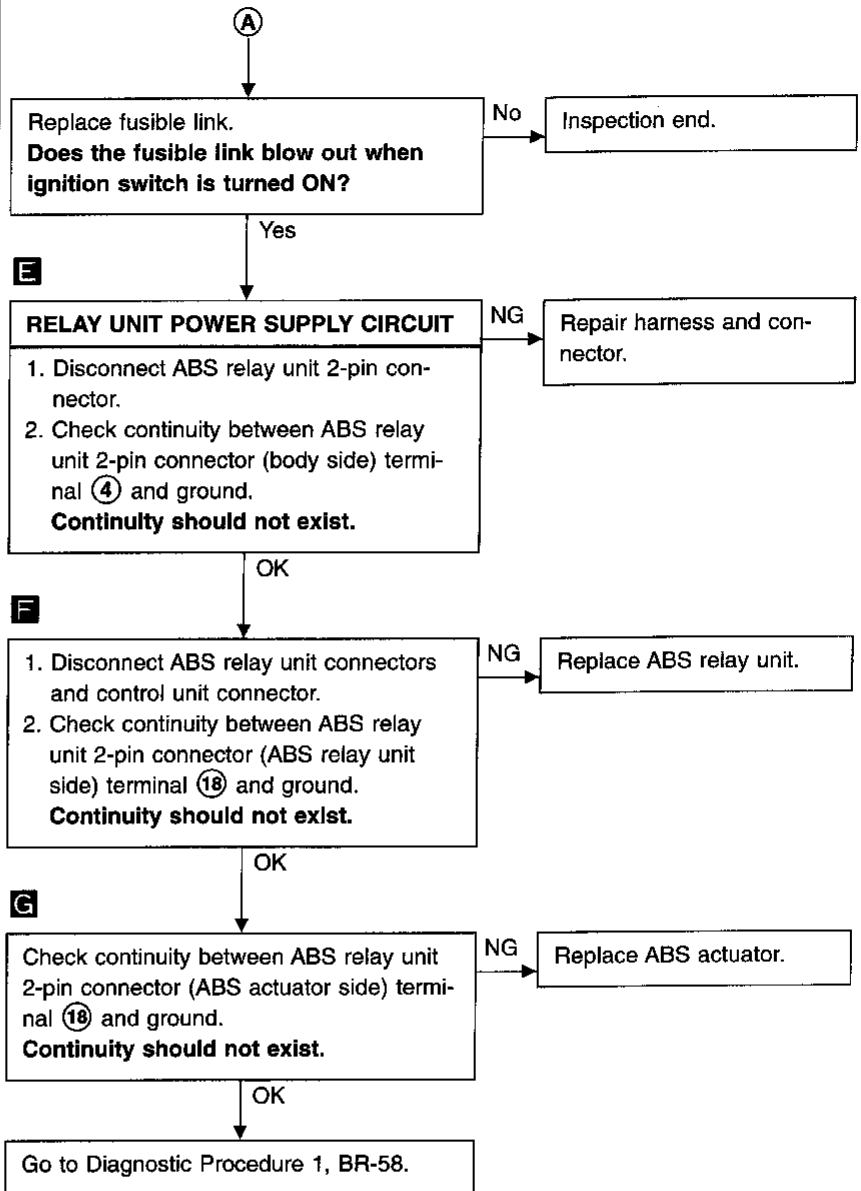 A
Replace fusible link.
Does the fusible link blow out when
ignition switch is turned ON?
No
Inspection end.
Yes
E
RELAY UNIT POWER SUPPLY CIRCUIT
1. Disconnect ABS relay unit 2-pin con-
nector.
2. Check continuity between ABS relay
unit 2-pin connector (body side) termi-
nal ④ and ground.
Continuity should not exist.
NG
Repair harness and con-
nector.
OK
F
1. Disconnect ABS relay unit connectors
and control unit connector.
2. Check continuity between ABS relay
unit 2-pin connector (ABS relay unit
side) terminal ⑱ and ground.
Continuity should not exist.
NG
Replace ABS relay unit.
OK
G
Check continuity between ABS relay unit
2-pin connector (ABS actuator side) termi-
nal ⑱ and ground.
Continuity should not exist.
NG
Replace ABS actuator.
OK
Go to Diagnostic Procedure 1, BR-58.